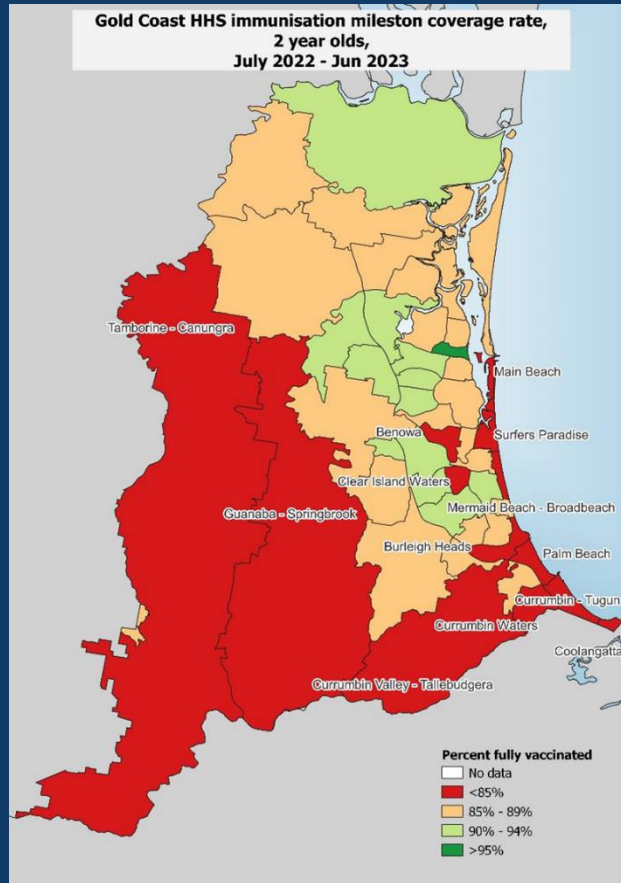 Gold Coast HHS immunisation mileston coverage rate,
2 year olds,
July 2022 - Jun 2023
Tamborine - Canungra
Main Beach
Benowa
Surfers Paradise
Clear Island Waters
Guanaba - Springbrook
Mermaid Beach - Broadbeach
Burleigh Heads
Palm Beach
Currumbin - Tugun
Currumbin Waters
Coolangatta
Currumbin Valley - Tallebudgera
Percent fully vaccinated
No data
<85%
85% - 89%
90% - 94%
>95%